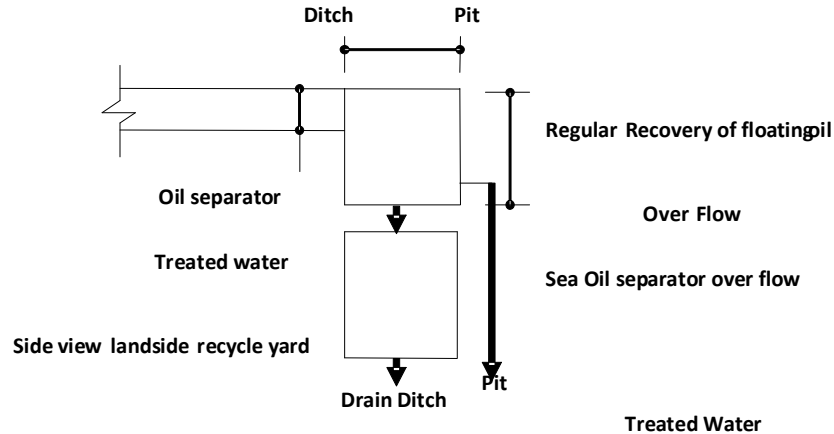 Ditch Pit
Regular Recovery of floatingoil
Oil separator
Over Flow
Treated water
Sea Oil separator over flow
Side view landside recycle yard
Pit
Drain Ditch
Treated Water